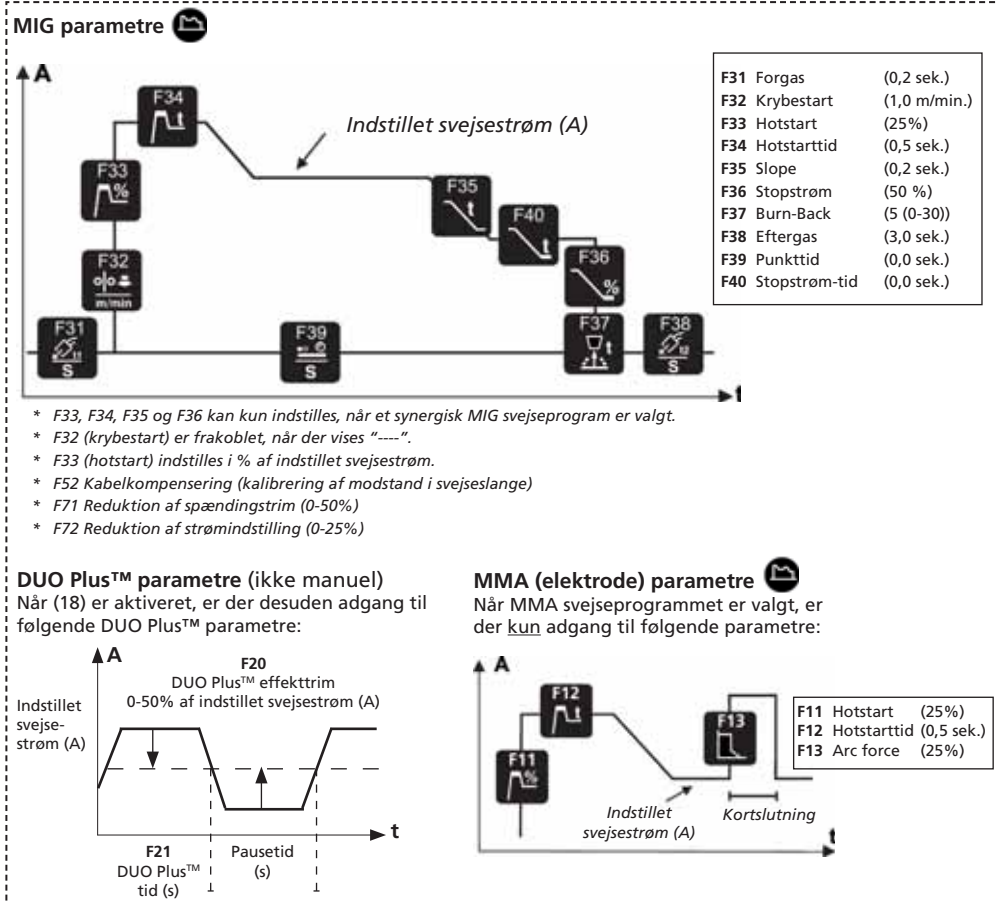 MIG parametre
A
F34
t
Indstillet svejsestrøm (A)
F33
%
F35
t
F40
t
F32
m/min
F36
%
F31
t1
S
F39
S
F37
t
F38
t2
S
t
F31 Forgas (0,2 sek.)
F32 Krybestart (1,0 m/min.)
F33 Hotstart (25%)
F34 Hotstarttid (0,5 sek.)
F35 Slope (0,2 sek.)
F36 Stopstrøm (50 %)
F37 Burn-Back (5 (0-30))
F38 Eftergas (3,0 sek.)
F39 Punkttid (0,0 sek.)
F40 Stopstrøm-tid (0,0 sek.)
* F33, F34, F35 og F36 kan kun indstilles, når et synergisk MIG svejseprogram er valgt.
* F32 (krybestart) er frakoblet, når der vises "----".
* F33 (hotstart) indstilles i % af indstillet svejsestrøm.
* F52 Kabelkompensering (kalibrering af modstand i svejseslange)
* F71 Reduktion af spændingstrim (0-50%)
* F72 Reduktion af strømindstilling (0-25%)
DUO Plus™ parametre (ikke manuel)
Når (18) er aktiveret, er der desuden adgang til
følgende DUO Plus™ parametre:
A
F20
DUO Plus™ effekttrim
0-50% af indstillet svejsestrøm (A)
Indstillet
svejse-
strøm (A)
t
F21
DUO Plus™
tid (s)
Pausetid
(s)
MMA (elektrode) parametre
Når MMA svejseprogrammet er valgt, er
der kun adgang til følgende parametre:
A
F12
t
F13
F11
%
Indstillet
svejsestrøm (A)
Kortslutning
t
F11 Hotstart (25%)
F12 Hotstarttid (0,5 sek.)
F13 Arc force (25%)